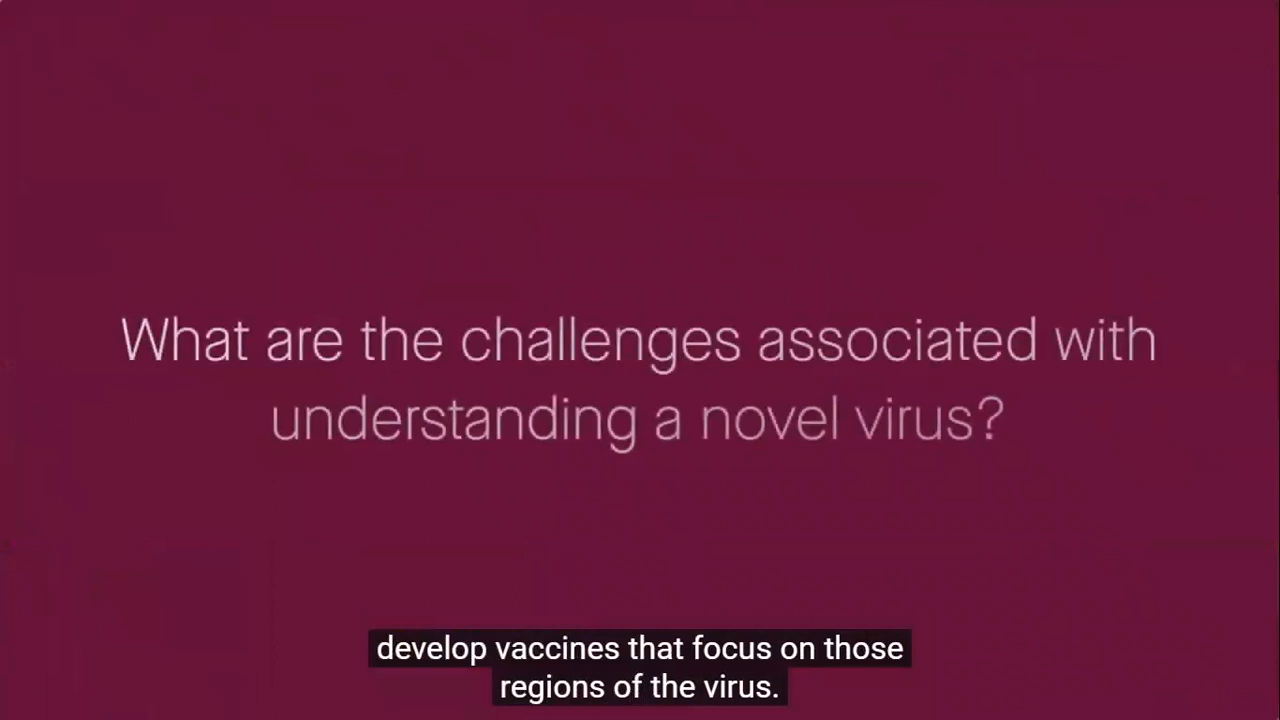 What are the challenges associated with
understanding a novel virus?
develop vaccines that focus on those
regions of the virus.